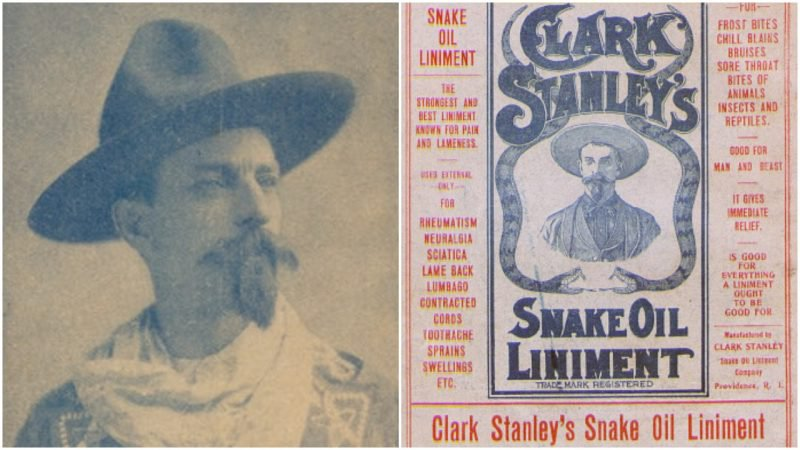 SNAKE
OIL
LINIMENT
THE
STRONGEST AND
BEST LINIMENT
KNOWN FOR PAIN
AND LAMENESS.
USED EXTERNAL
ONLY
FOR
RHEUMATISM
NEURALGIA
SCIATICA
LAME BACK
LUMBAGO
CONTRACTED
CORDS
TOOTHACHE
SPRAINS
SWELLINGS
ETC.
CLARK
STANLEY'S
SNAKE OIL
LINIMENT
TRADE MARK REGISTERED
FOR
FROST BITES
CHILL BLAINS
BRUISES
SORE THROAT
BITES OF
ANIMALS
INSECTS AND
REPTILES.
GOOD FOR
MAN AND BEAST
IT GIVES
IMMEDIATE
RELIEF.
IS GOOD
FOR
EVERYTHING
A LINIMENT
OUGHT
TO BE
GOOD FOR
Manufactured by
CLARK STANLEY
Snake Oil Liniment
Company
Providence, R. I.
Clark Stanley's Snake Oil Liniment